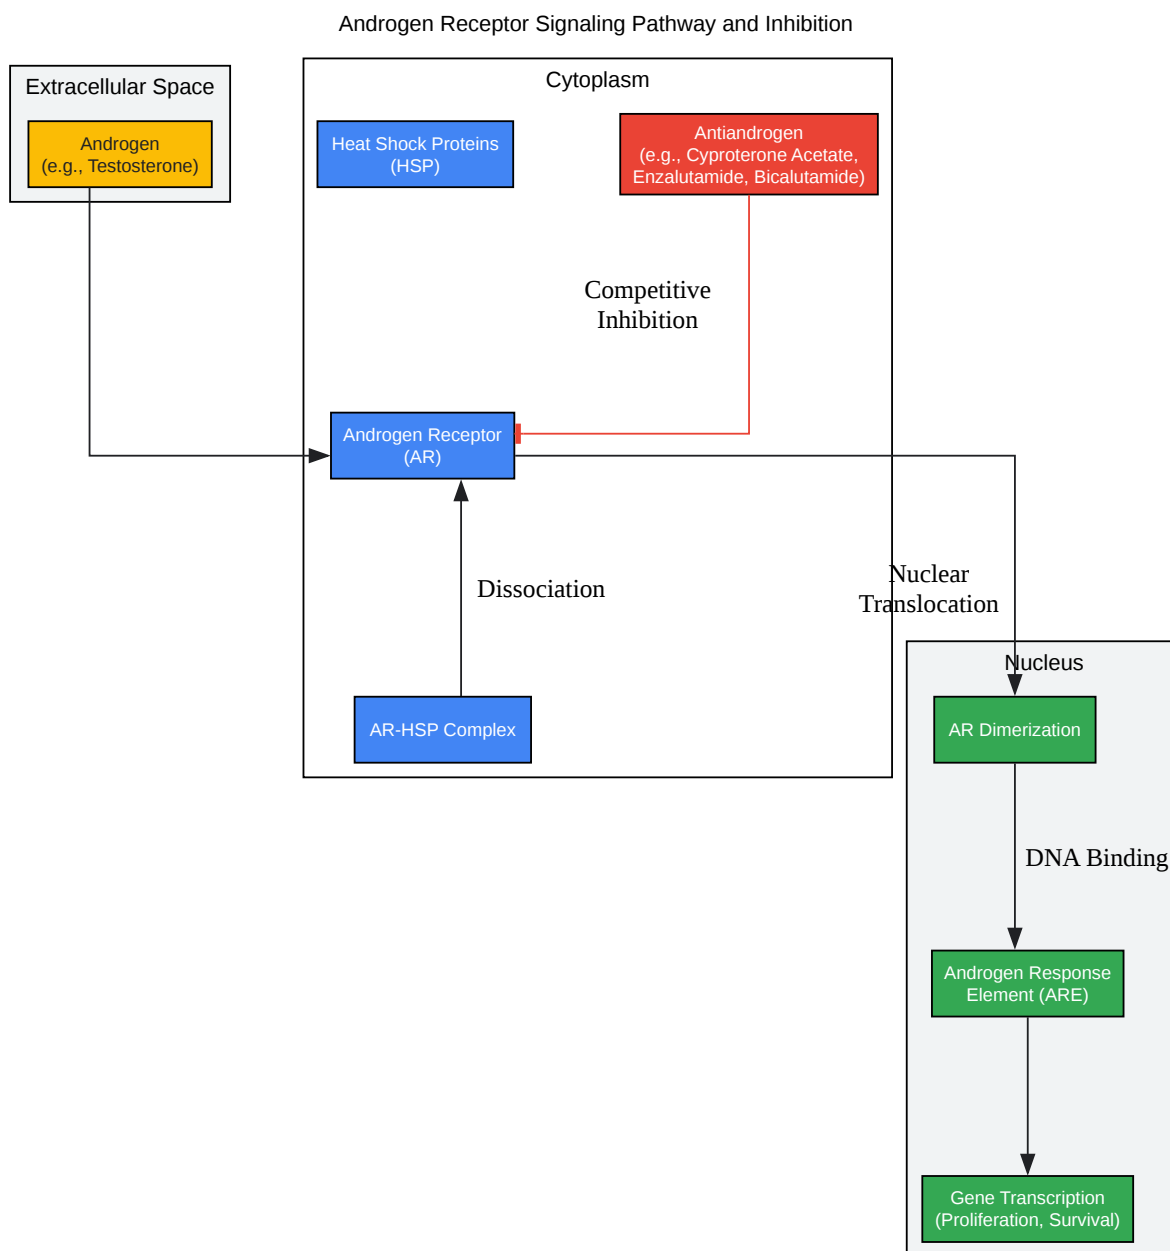 Androgen Receptor Signaling Pathway and Inhibition
Extracellular Space
Androgen
(e.g., Testosterone)
Cytoplasm
Heat Shock Proteins
(HSP)
Antiandrogen
(e.g., Cyproterone Acetate,
Enzalutamide, Bicalutamide)
Competitive
Inhibition
Androgen Receptor
(AR)
Dissociation
Nuclear
Translocation
AR-HSP Complex
Nucleus
AR Dimerization
DNA Binding
Androgen Response
Element (ARE)
Gene Transcription
(Proliferation, Survival)